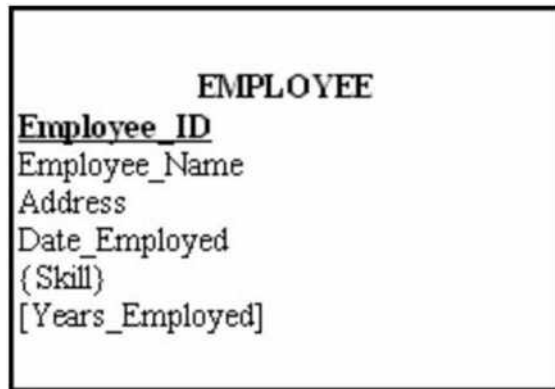 EMPLOYEE
Employee_ID
Employee_Name
Address
Date_Employed
{Skill}
[Years_Employed]